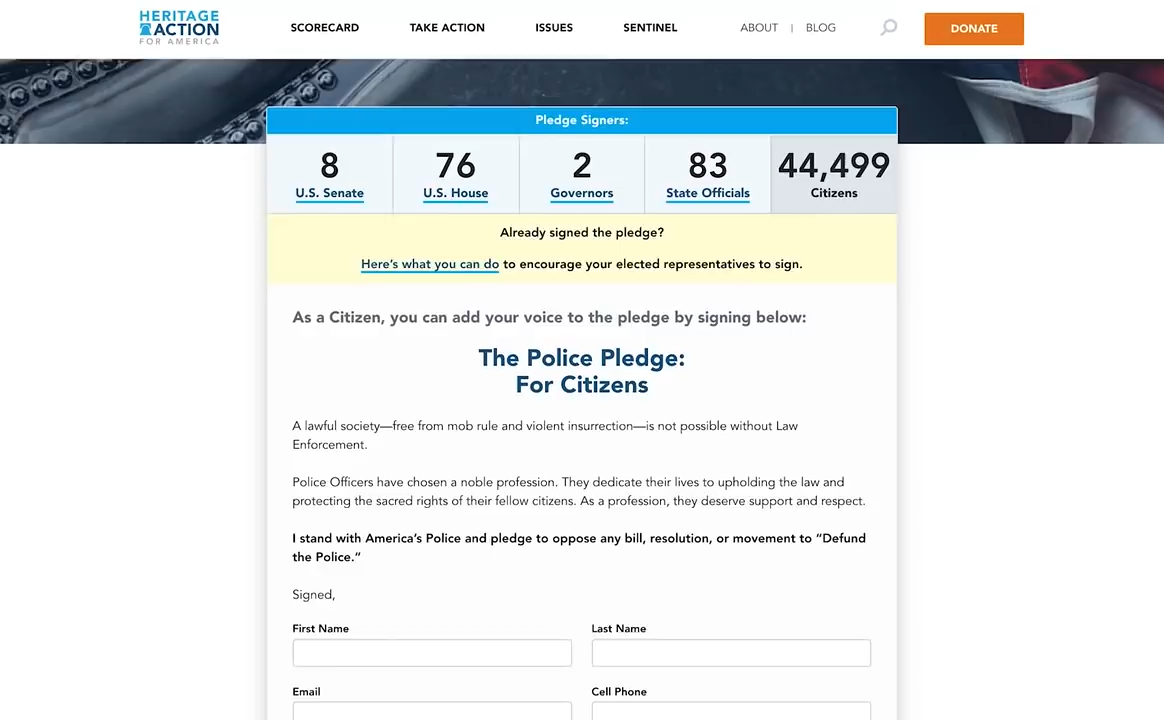 HERITAGE
ACTION
FOR AMERICA
SCORECARD
TAKE ACTION
ISSUES
SENTINEL
ABOUT | BLOG
DONATE
Pledge Signers:
8
U.S. Senate
76
U.S. House
2
Governors
83
State Officials
44,499
Citizens
Already signed the pledge?
Here's what you can do to encourage your elected representatives to sign.
As a Citizen, you can add your voice to the pledge by signing below:
The Police Pledge:
For Citizens
A lawful society—free from mob rule and violent insurrection—is not possible without Law
Enforcement.
Police Officers have chosen a noble profession. They dedicate their lives to upholding the law and
protecting the sacred rights of their fellow citizens. As a profession, they deserve support and respect.
I stand with America's Police and pledge to oppose any bill, resolution, or movement to “Defund
the Police.“
Signed,
First Name
Last Name
Email
Cell Phone